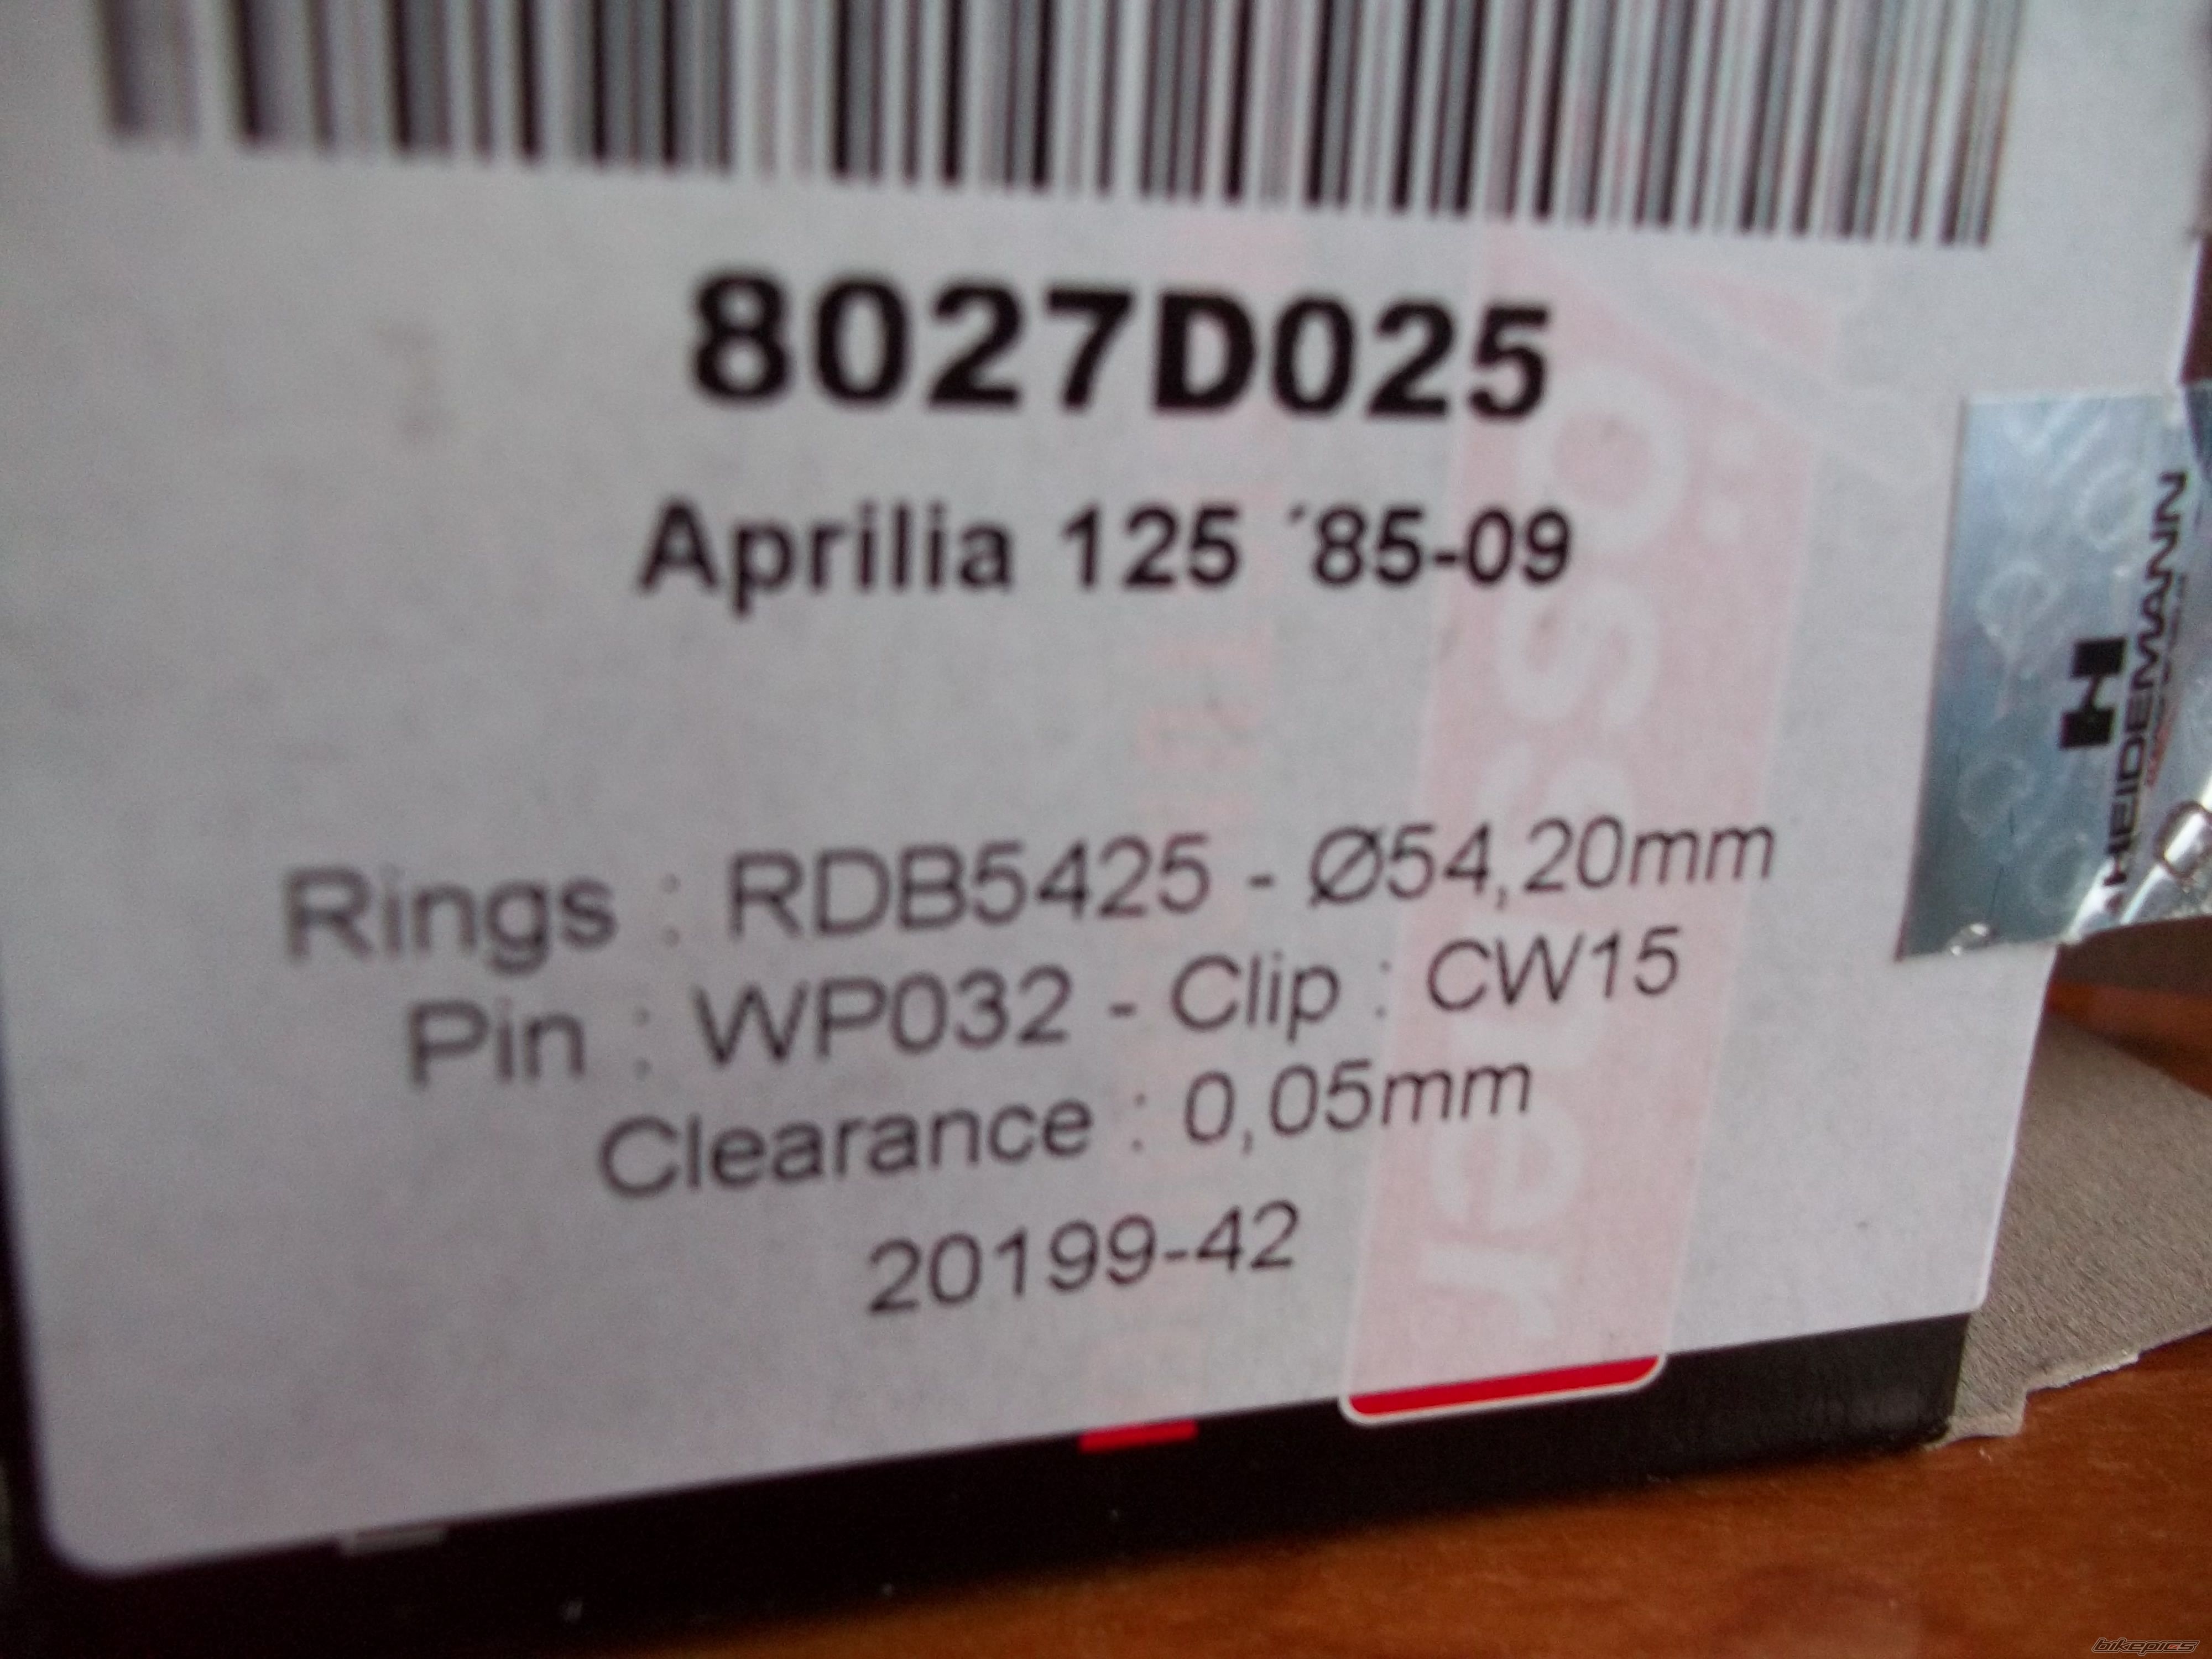 8027D025
Aprilia 125 ´85-09
Rings : RDB5425 - Ø54,20mm
Pin : WP032 - Clip : CW15
Clearance : 0,05mm
20199-42
H
HEIDEMANN
bikepics